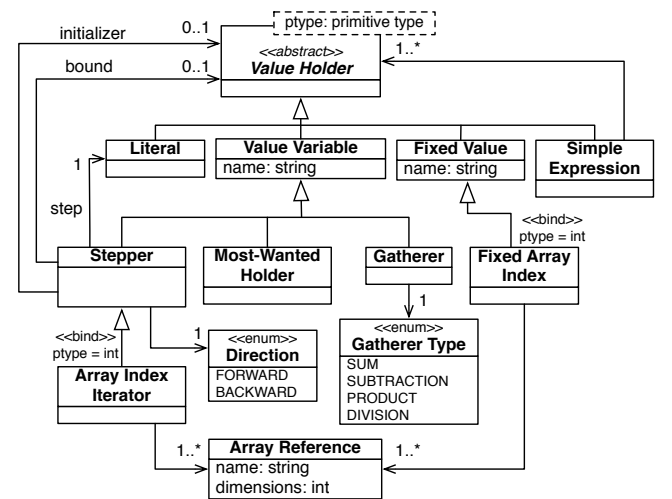 ptype: primitive type
initializer
0..1
<<abstract>>
Value Holder
1..*
bound
0..1
Literal
Value Variable
name: string
Fixed Value
name: string
Simple
Expression
1
step
<<bind>>
ptype = int
Stepper
Most-Wanted
Holder
Gatherer
Fixed Array
Index
1
<<bind>>
ptype = int
1
<<enum>>
Direction
FORWARD
BACKWARD
<<enum>>
Gatherer Type
SUM
SUBTRACTION
PRODUCT
DIVISION
Array Index
Iterator
1..*
Array Reference
name: string
dimensions: int
1..*